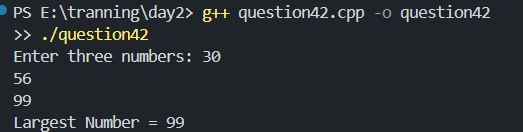 PS E:\tranning\day2> g++ question42.cpp -o question42
>> ./question42
Enter three numbers: 30
56
99
Largest Number = 99